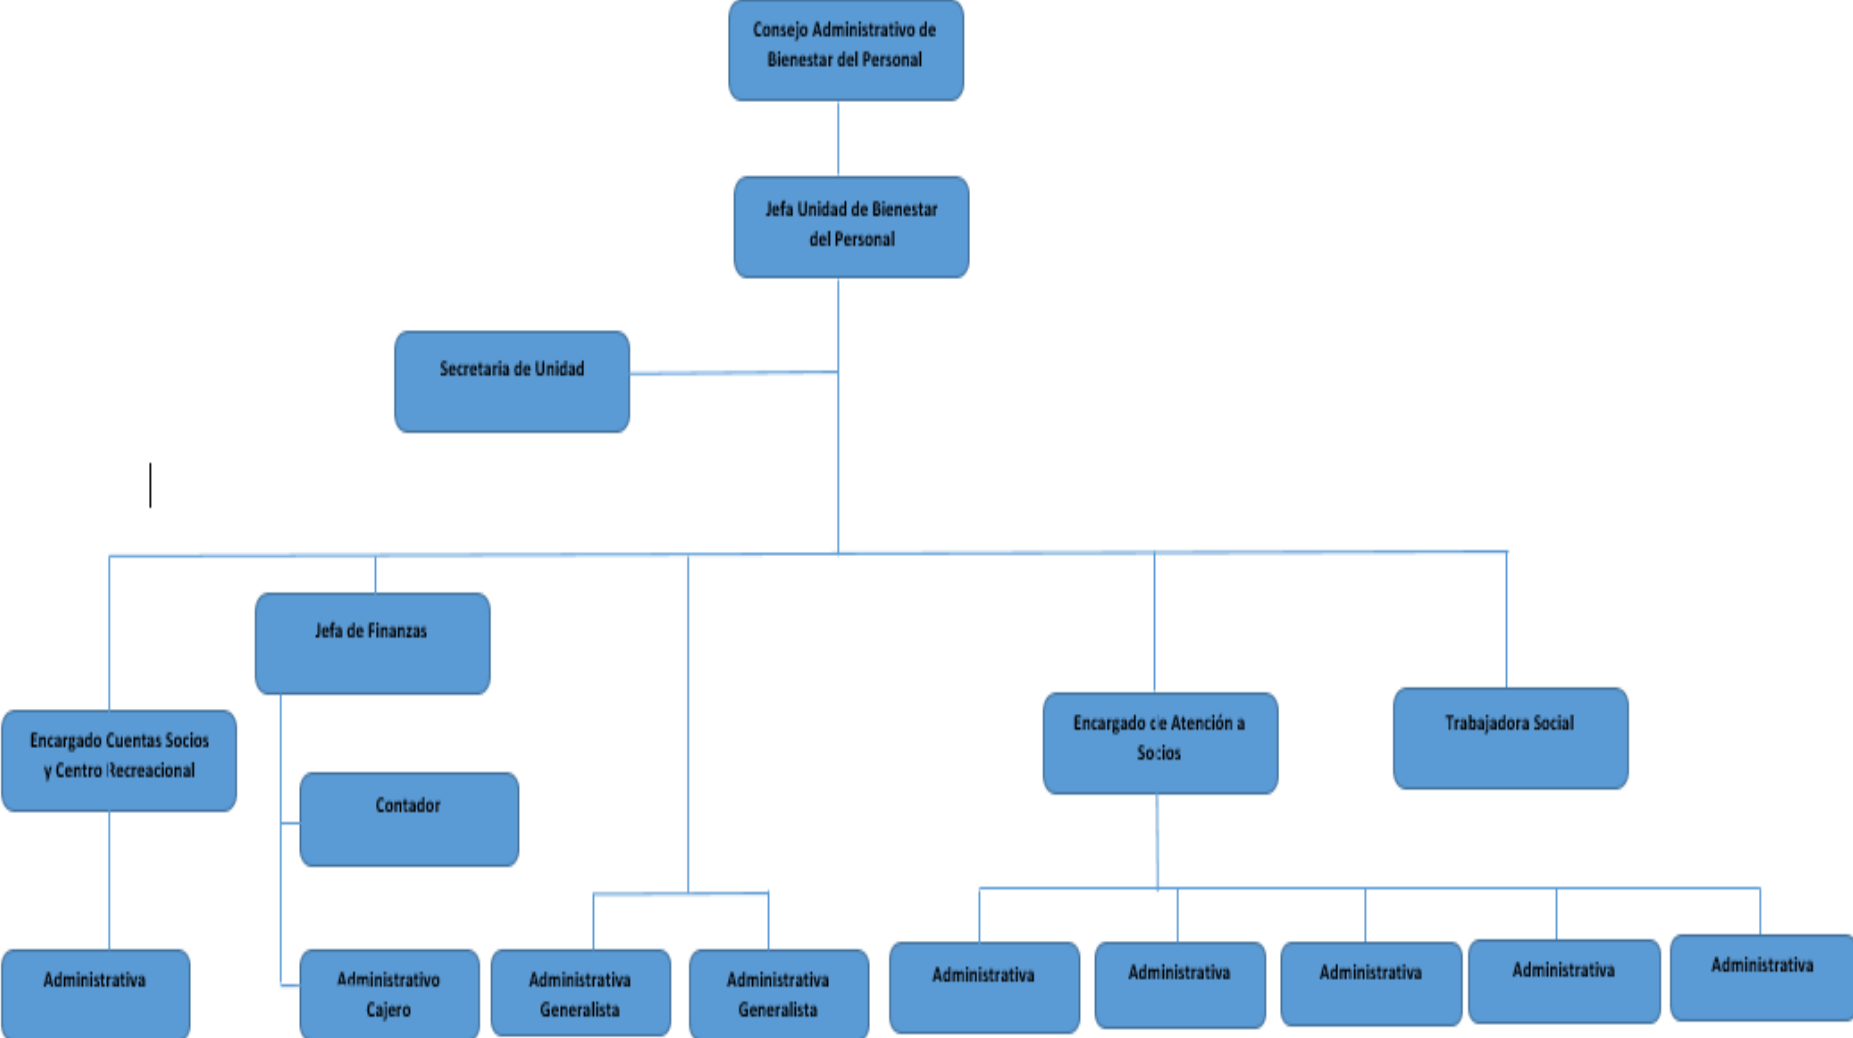 Consejo Administrativo de
Bienestar del Personal
Jefa Unidad de Bienestar
del Personal
Secretaria de Unidad
Jefa de Finanzas
Encargado Cuentas Socios
y Centro Recreacional
Encargado de Atención a
Socios
Trabajadora Social
Contador
Administrativa
Administrativo
Cajero
Administrativa
Generalista
Administrativa
Generalista
Administrativa
Administrativa
Administrativa
Administrativa
Administrativa